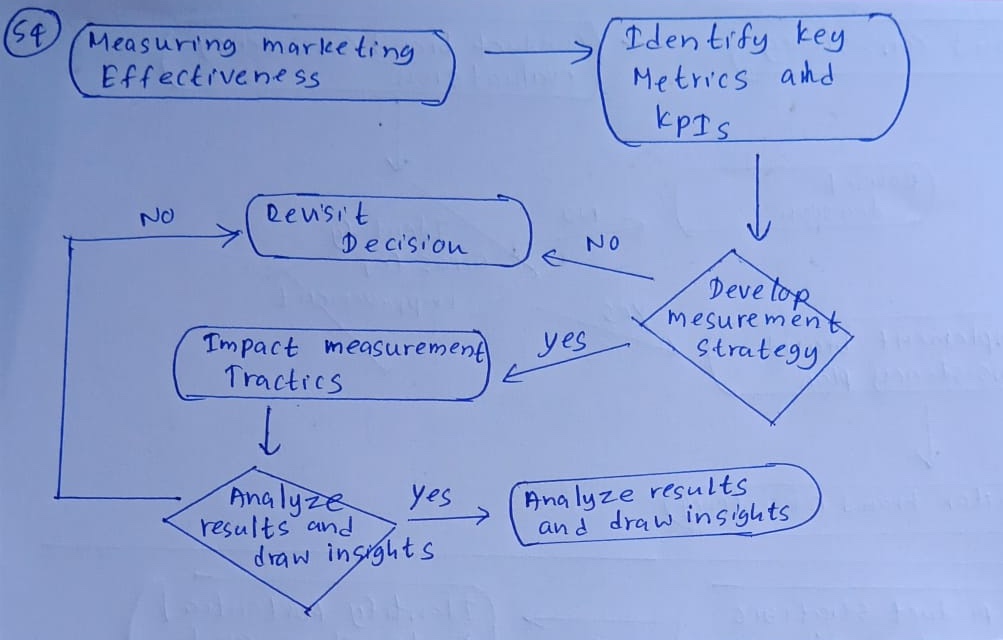 54
Measuring marketing
Effectiveness
Identify key
Metrics and
KPIs
NO
Revisit
Decision
NO
Develop
mesurement
strategy
Impact measurement
Tractics
yes
Analyze
results and
draw insights
yes
Analyze results
and draw insights